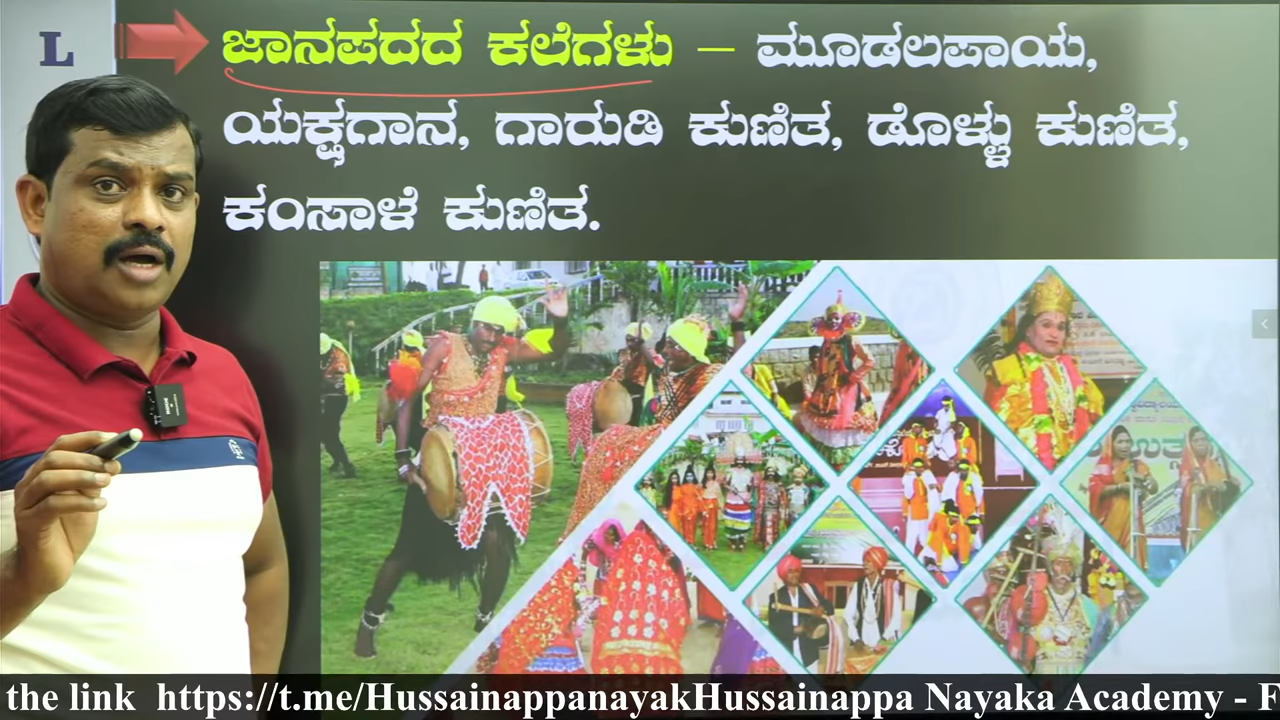 L
ಜಾನಪದದ ಕಲೆಗಳು – ಮೂಡಲಪಾಯ,
ಯಕ್ಷಗಾನ, ಗಾರುಡಿ ಕುಣಿತ, ಡೊಳ್ಳು ಕುಣಿತ,
ಕಂಸಾಳೆ ಕುಣಿತ.
the link https://t.me/HussainappanayakHussainappa Nayaka Academy - F